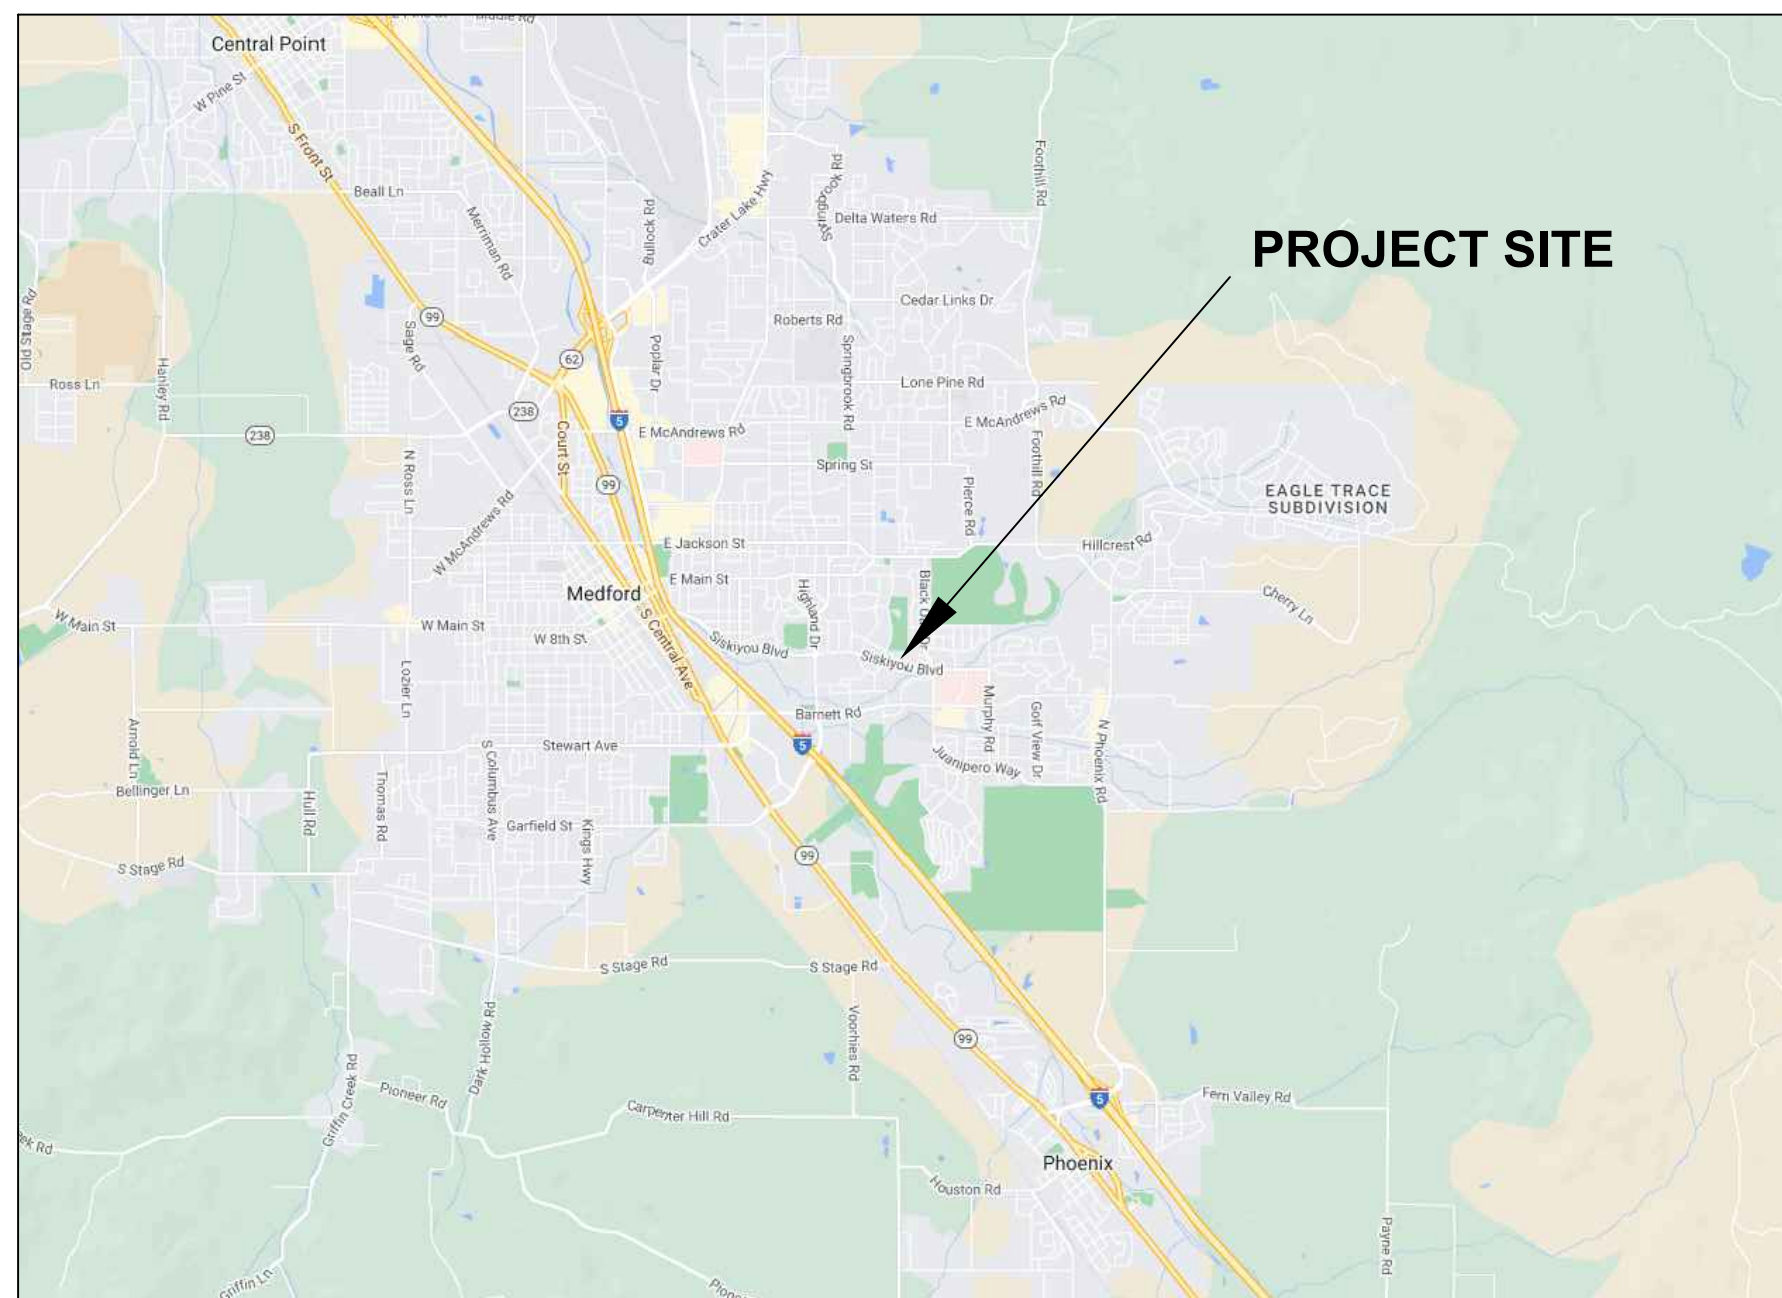 Biddle Rd
Central Point
W Pine St
S Front St
Foothill Rd
Springbrook Rd
Beall Ln
Crater Lake Hwy
Bullock Rd
Merriman Rd
Delta Waters Rd
PROJECT SITE
Old Stage Rd
Cedar Links Dr
99
Roberts Rd
Sage Rd
62
Poplar Dr
Springbrook Rd
Ross Ln
Hanley Rd
Lone Pine Rd
238
5
E McAndrews Rd
E McAndrews Rd
238
Court St
Foothill Rd
Spring St
N Ross Ln
99
Pierce Rd
EAGLE TRACE
SUBDIVISION
W McAndrews Rd
E Jackson St
Hillcrest Rd
E Main St
Medford
Highland Dr
Cherry Ln
W Main St
W Main St
W 8th St
S Central Ave
Siskiyou Blvd
Siskiyou Blvd
Lozier Ln
Murphy Rd
Golf View Dr
Barnett Rd
N Phoenix Rd
Arnold Ln
Stewart Ave
5
S Columbus Ave
Juanipero Way
Bellinger Ln
Thomas Rd
Hull Rd
Garfield St
Kings Hwy
99
S Stage Rd
S Stage Rd
S Stage Rd
Dark Hollow Rd
Voorhies Rd
99
Griffin Creek Rd
Pioneer Rd
5
Fern Valley Rd
Carpenter Hill Rd
ek Rd
Phoenix
Houston Rd
Payne Rd
Griffin Ln